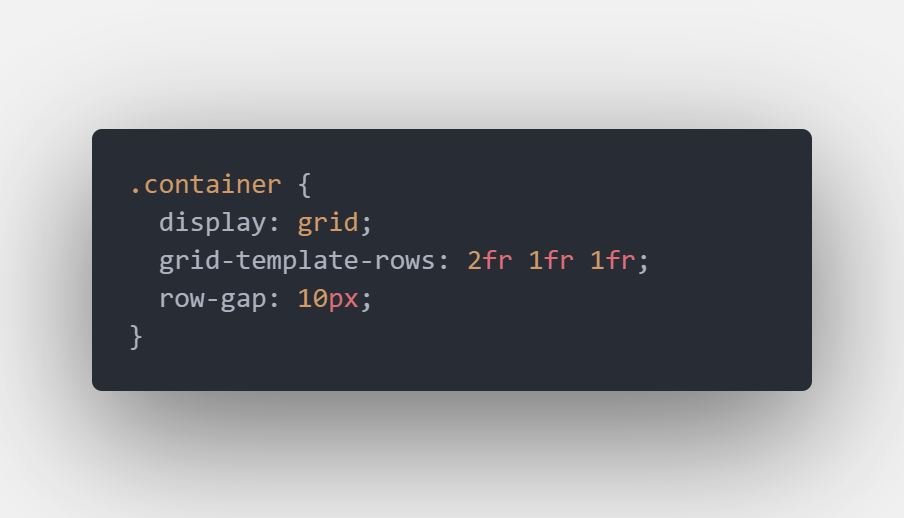 .container {
  display: grid;
  grid-template-rows: 2fr 1fr 1fr;
  row-gap: 10px;
}